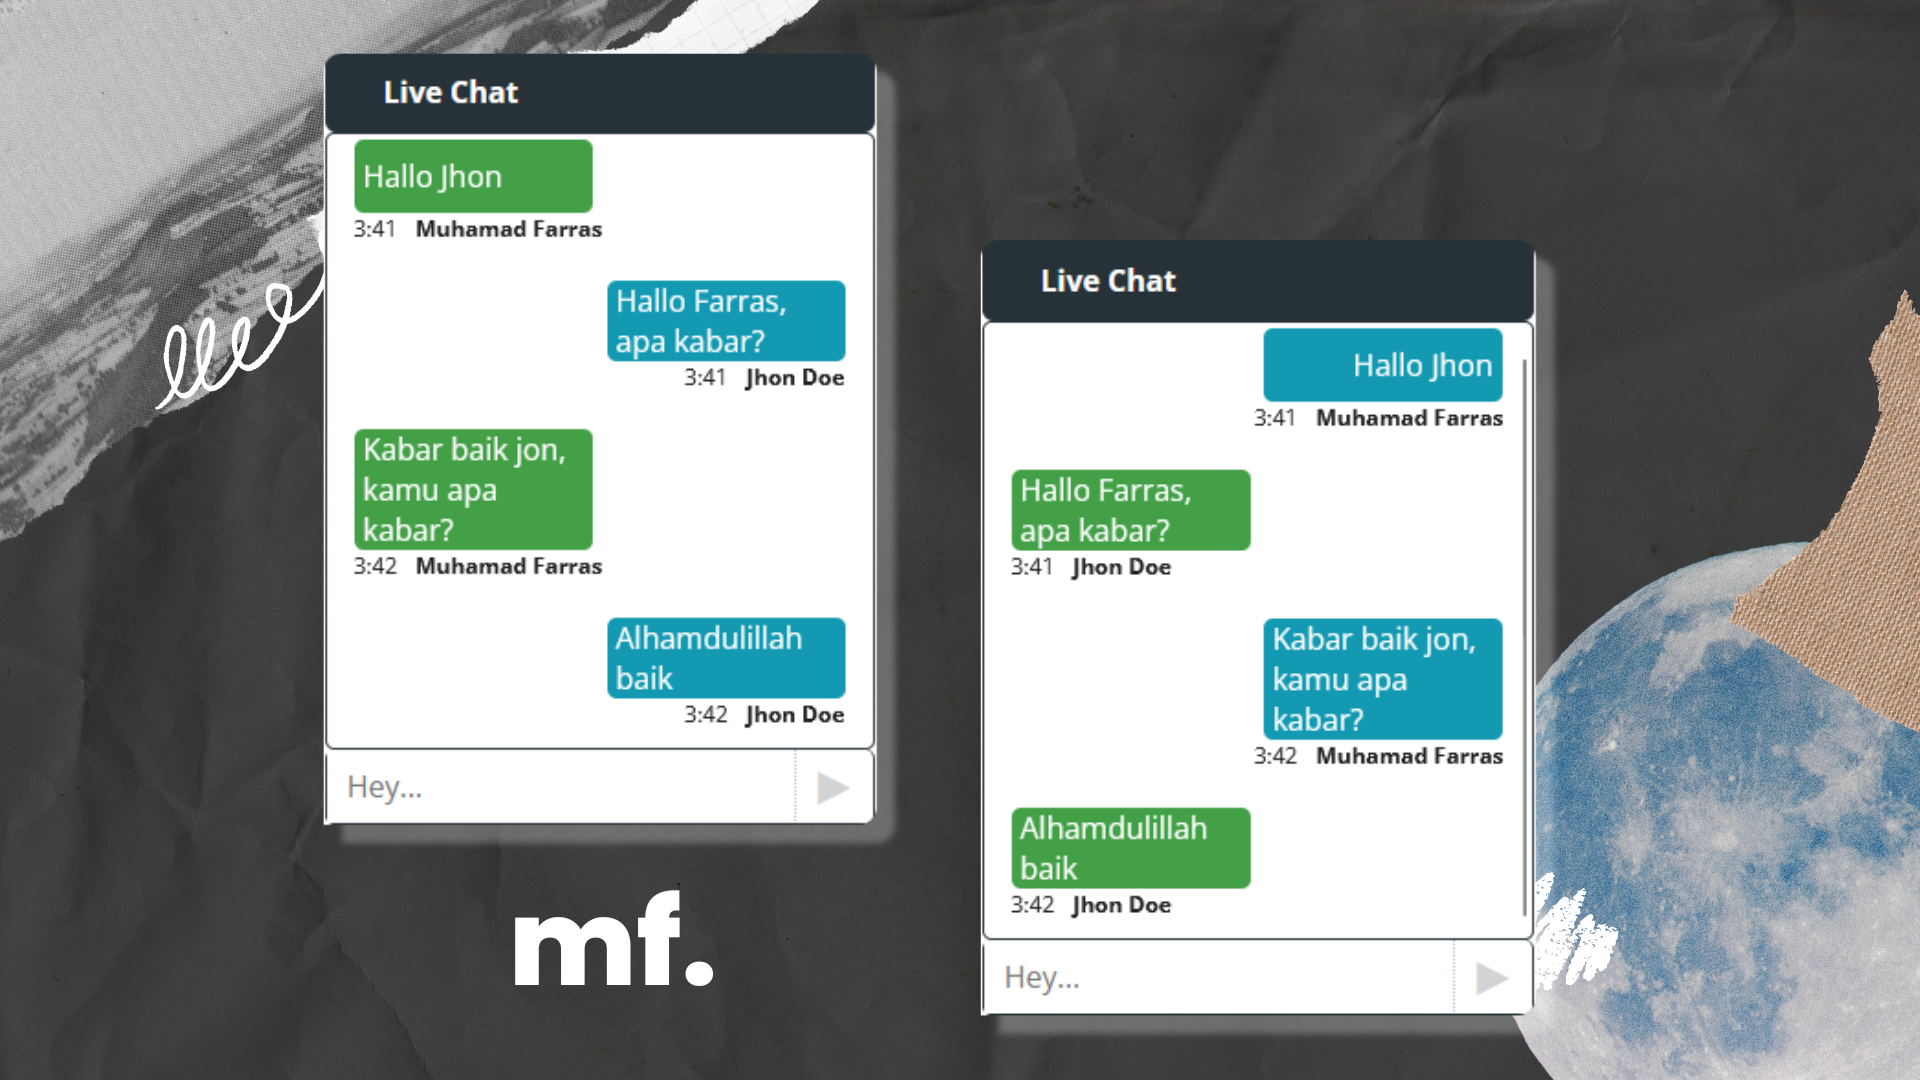 Live Chat
Hallo Jhon
3:41 Muhamad Farras
Hallo Farras,
apa kabar?
3:41 Jhon Doe
Kabar baik jon,
kamu apa
kabar?
3:42 Muhamad Farras
Alhamdulillah
baik
3:42 Jhon Doe
Hey...
mf.
Live Chat
Hallo Jhon
3:41 Muhamad Farras
Hallo Farras,
apa kabar?
3:41 Jhon Doe
Kabar baik jon,
kamu apa
kabar?
3:42 Muhamad Farras
Alhamdulillah
baik
3:42 Jhon Doe
Hey...